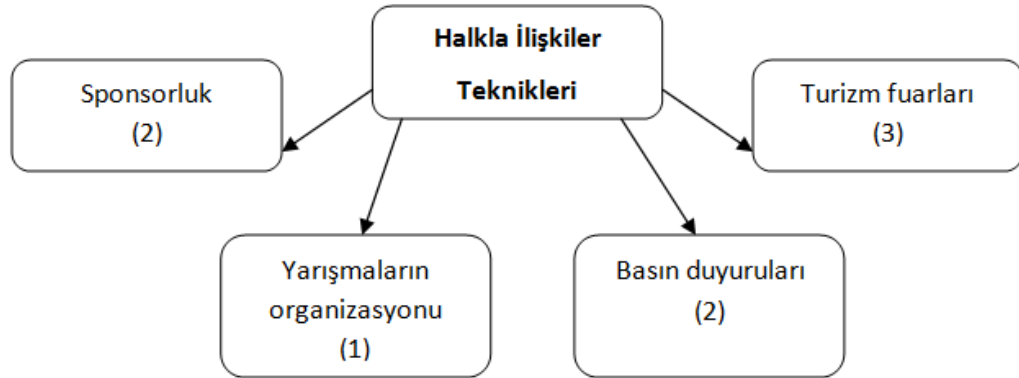 Halkla İlişkiler
Teknikleri
Sponsorluk
(2)
Turizm fuarları
(3)
Yarışmaların
organizasyonu
(1)
Basın duyuruları
(2)